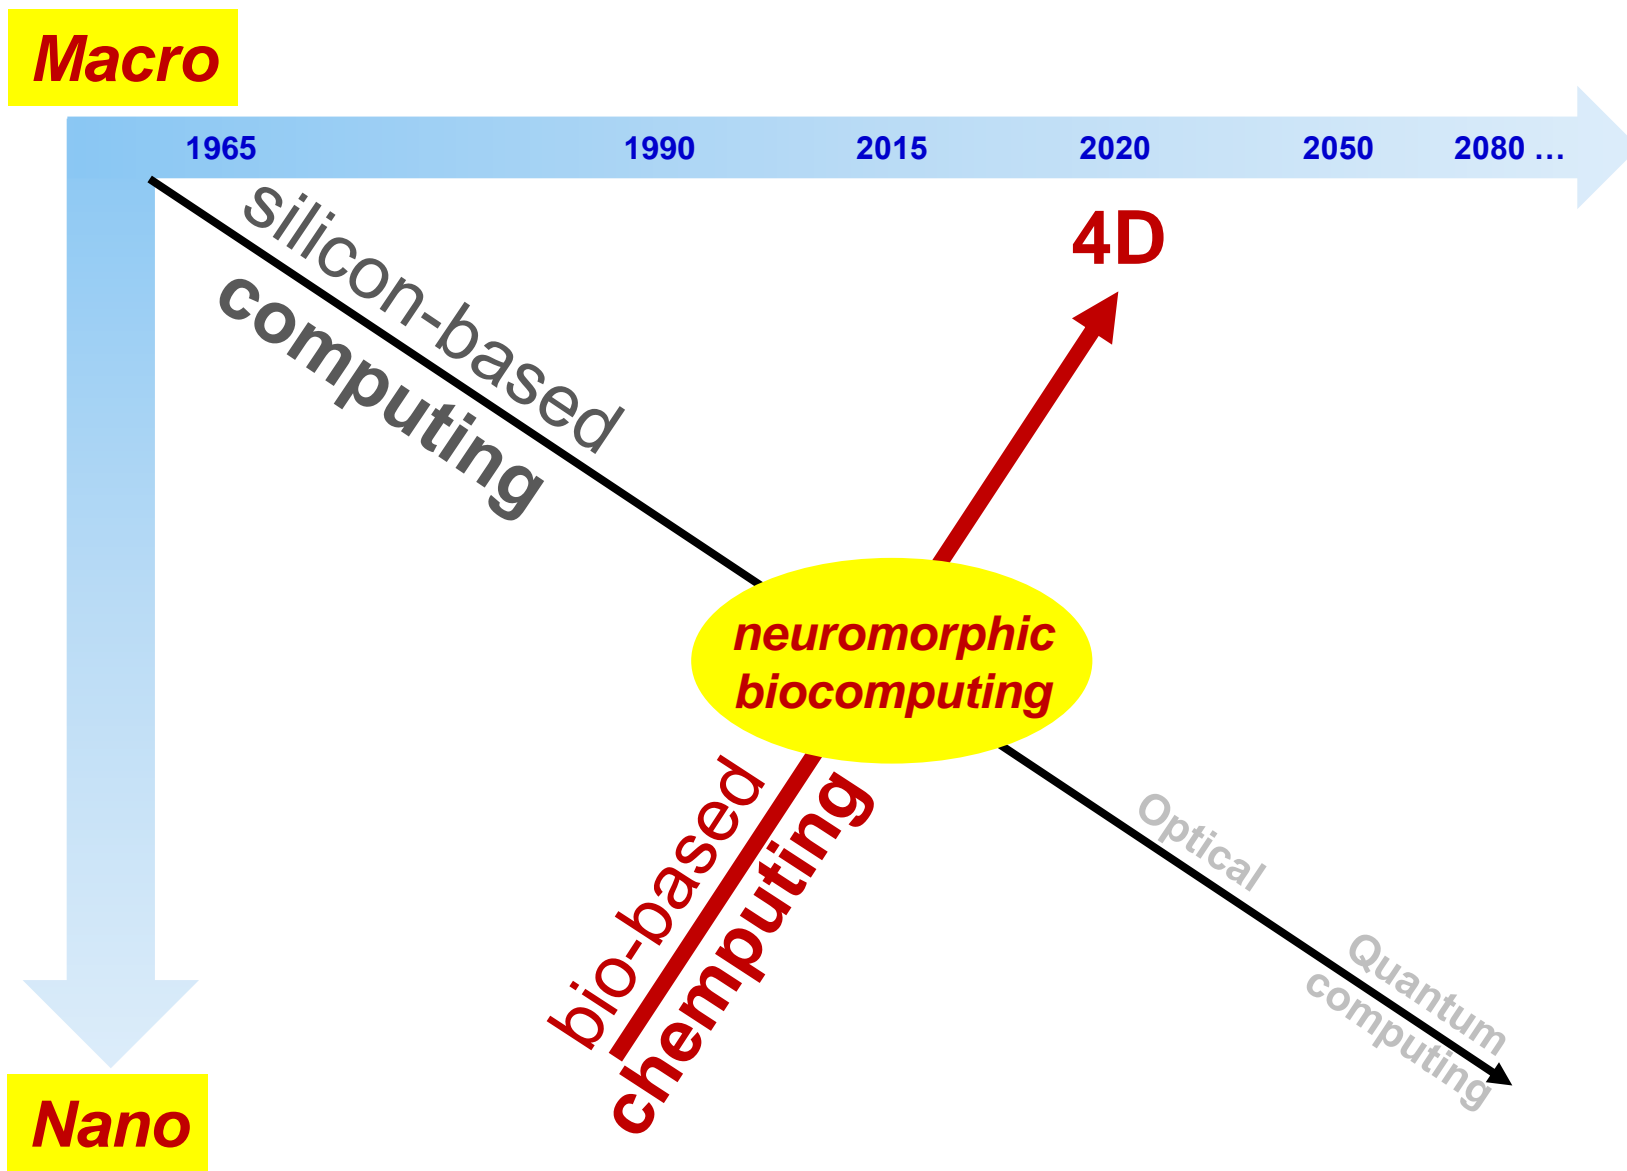 Macro
1965 1990 2015 2020 2050 2080 ...
silicon-based
computing
4D
neuromorphic
biocomputing
bio-based
chemputing
Optical
Quantum
computing
Nano